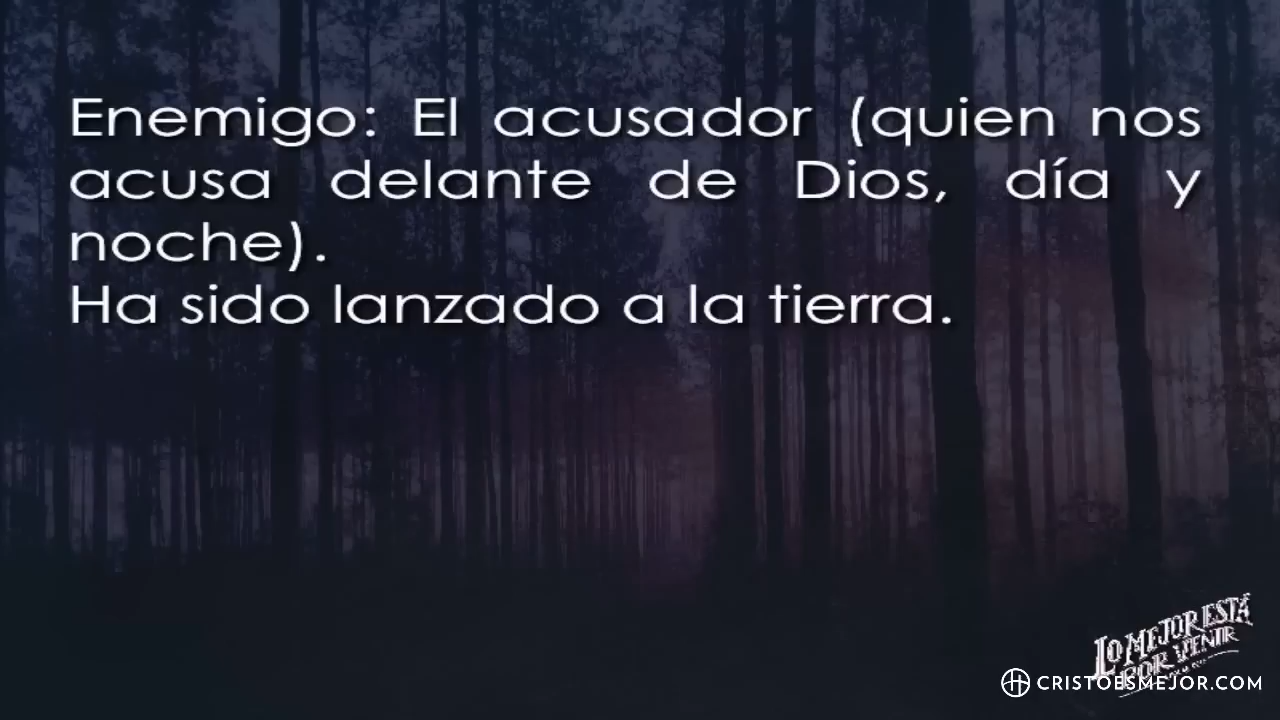 Enemigo: El acusador (quien nos
acusa delante de Dios, día y
noche).
Ha sido lanzado a la tierra.
LO MEJOR ESTÁ
POR VENIR
CRISTOESMEJOR.COM